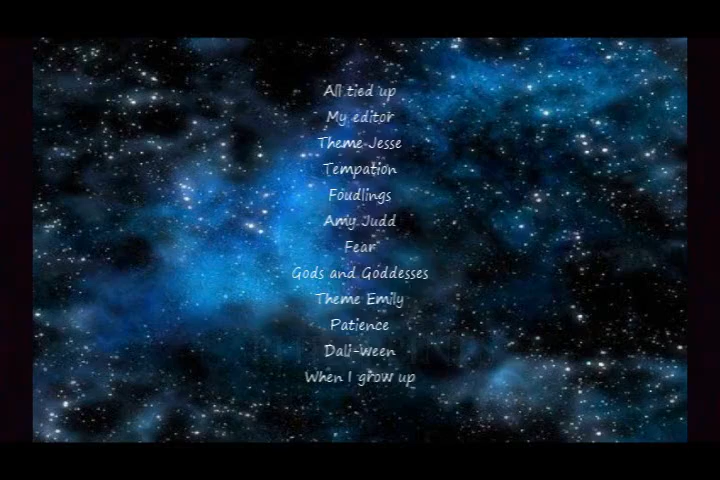 All tied up
My editor
Theme Jesse
Tempation
Foudlings
Amy Judd
Fear
Gods and Goddesses
Theme Emily
Patience
Dali-ween
When I grow up